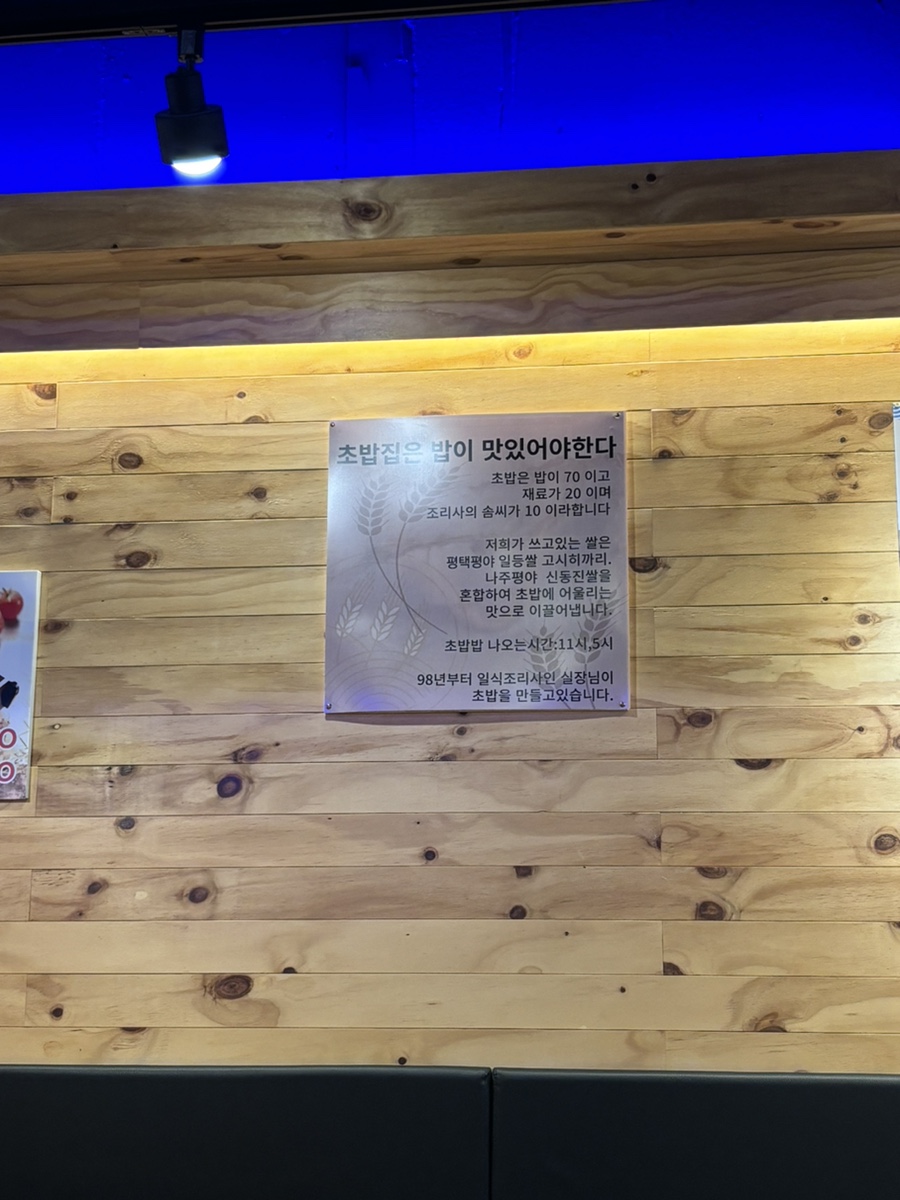 초밥집은 밥이 맛있어야한다
초밥은 밥이 70 이고
재료가 20 이며
조리사의 솜씨가 10 이라합니다
저희가 쓰고있는 쌀은
평택평야 일등쌀 고시히까리.
나주평야 신동진쌀을
혼합하여 초밥에 어울리는
맛으로 이끌어냅니다.
초밥밥 나오는시간:11시,5시
98년부터 일식조리사인 실장님이
초밥을 만들고있습니다.